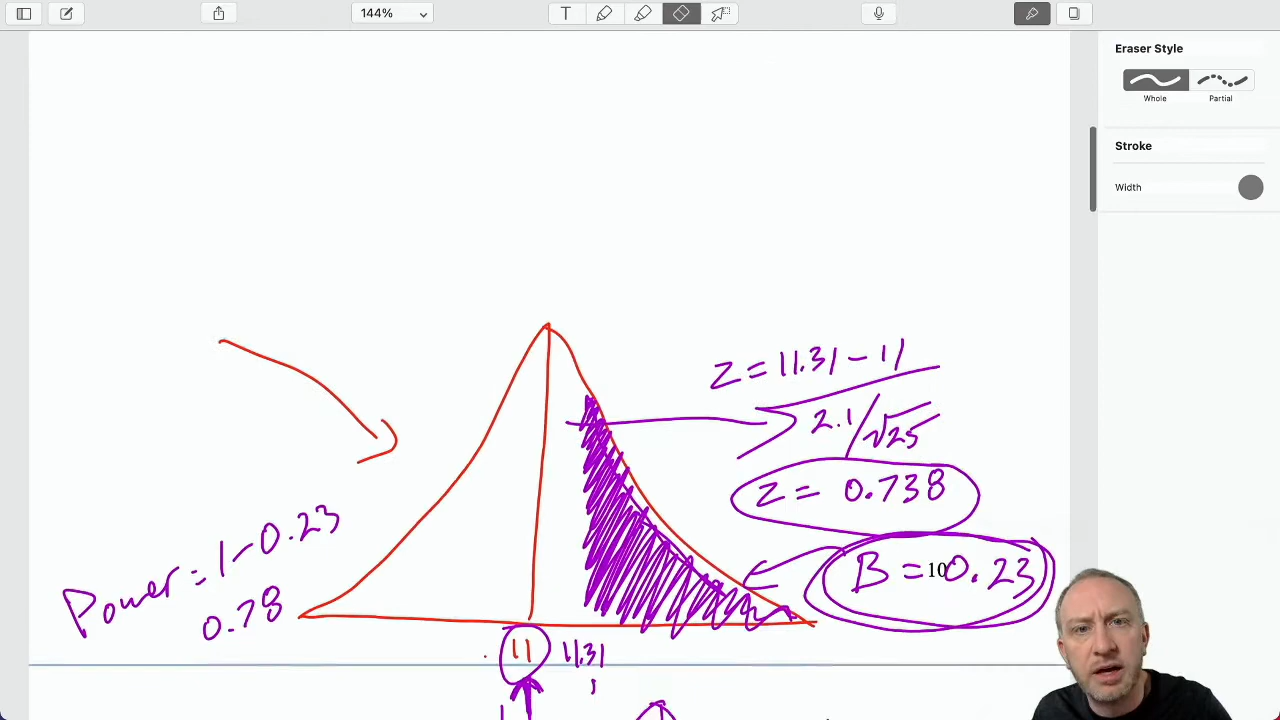 144%
T
Eraser Style
Whole Partial
Stroke
Width
Z = 11.31 - 11
2.1/√25
Z = 0.738
B = 100.23
Power = 1-0.23
0.78
11 11.31